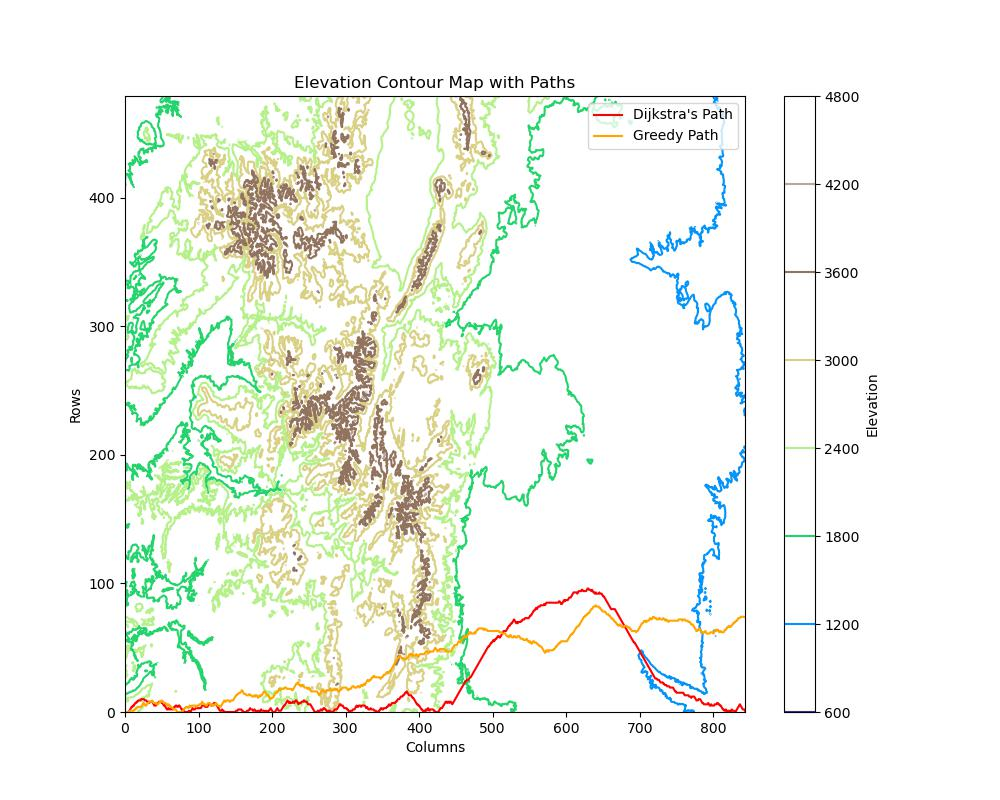 Elevation Contour Map with Paths
Dijkstra's Path
Greedy Path
Rows
400
300
200
100
0
0 100 200 300 400 500 600 700 800
Columns
4800
4200
3600
3000
2400
1800
1200
600
Elevation